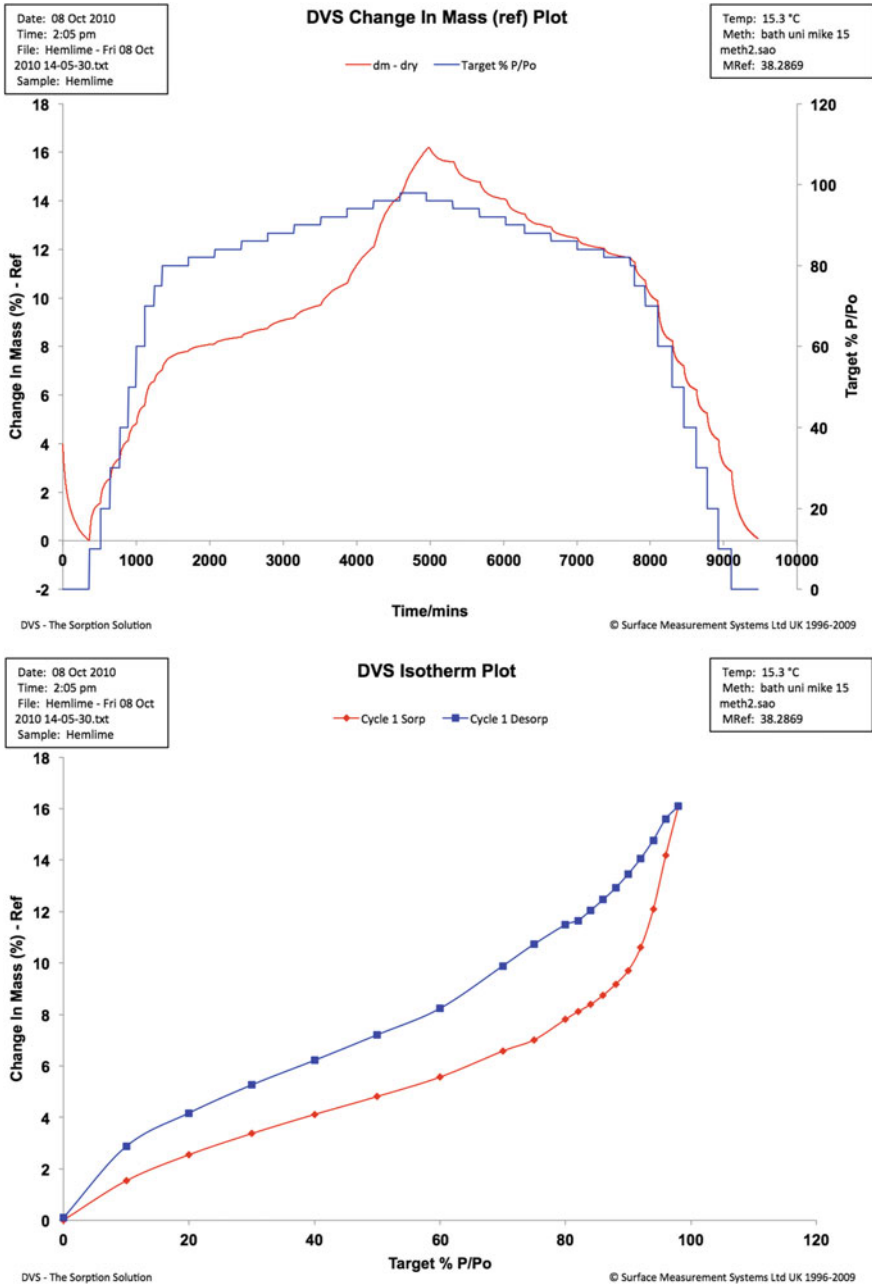 Date: 08 Oct 2010
Time: 2:05 pm
File: Hemlime - Fri 08 Oct
2010 14-05-30.txt
Sample: Hemlime
DVS Change In Mass (ref) Plot
Temp: 15.3 °C
Meth: bath uni mike 15
meth2.sao
MRef: 38.2869
dm - dry
Target % P/Po
18
16
14
12
10
8
6
4
2
0
-2
Change In Mass (%) - Ref
120
100
80
60
40
20
0
Target % P/Po
0 1000 2000 3000 4000 5000 6000 7000 8000 9000 10000
Time/mins
DVS - The Sorption Solution
© Surface Measurement Systems Ltd UK 1996-2009
Date: 08 Oct 2010
Time: 2:05 pm
File: Hemlime - Fri 08 Oct
2010 14-05-30.txt
Sample: Hemlime
DVS Isotherm Plot
Temp: 15.3 °C
Meth: bath uni mike 15
meth2.sao
MRef: 38.2869
Cycle 1 Sorp
Cycle 1 Desorp
18
16
14
12
10
8
6
4
2
0
Change In Mass (%) - Ref
0 20 40 60 80 100 120
Target % P/Po
DVS - The Sorption Solution
© Surface Measurement Systems Ltd UK 1996-2009